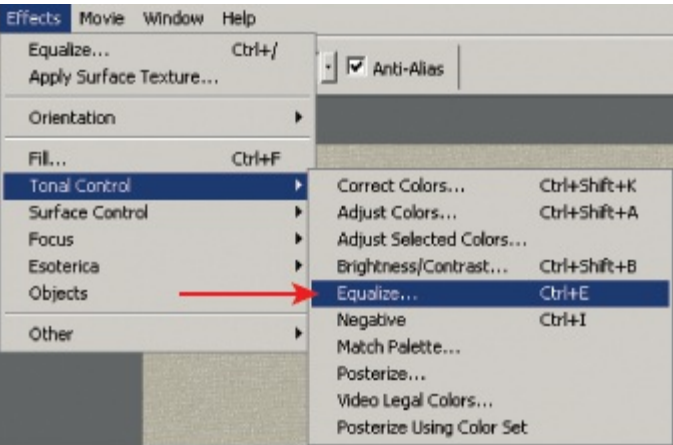 Effects Movie Window Help
Equalize... Ctrl+/
Apply Surface Texture...
Anti-Alias
Orientation
Fill... Ctrl+F
Tonal Control
Surface Control
Focus
Esoterica
Objects
Other
Correct Colors... Ctrl+Shift+K
Adjust Colors... Ctrl+Shift+A
Adjust Selected Colors...
Brightness/Contrast... Ctrl+Shift+B
Equalize... Ctrl+E
Negative Ctrl+I
Match Palette...
Posterize...
Video Legal Colors...
Posterize Using Color Set